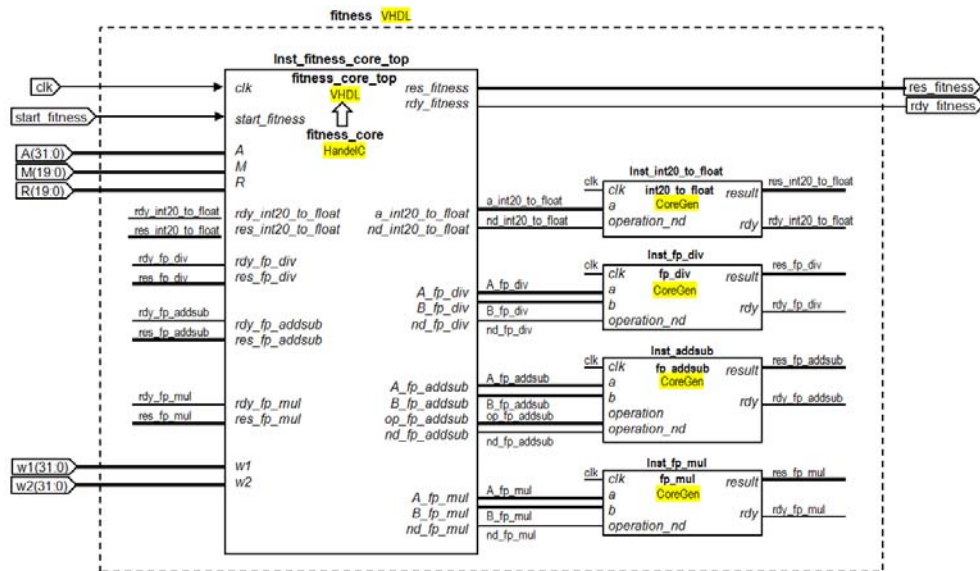 fitness VHDL
Inst_fitness_core_top
fitness_core_top
VHDL
fitness_core
HandelC
clk
start_fitness
A(31:0)
M(19:0)
R(19:0)
rdy_int20_to_float
res_int20_to_float
rdy_fp_div
res_fp_div
rdy_fp_addsub
res_fp_addsub
rdy_fp_mul
res_fp_mul
w1(31:0)
w2(31:0)
clk
start_fitness
A
M
R
rdy_int20_to_float
res_int20_to_float
rdy_fp_div
res_fp_div
rdy_fp_addsub
res_fp_addsub
rdy_fp_mul
res_fp_mul
w1
w2
res_fitness
rdy_fitness
a_int20_to_float
nd_int20_to_float
A_fp_div
B_fp_div
nd_fp_div
A_fp_addsub
B_fp_addsub
op_fp_addsub
nd_fp_addsub
A_fp_mul
B_fp_mul
nd_fp_mul
res_fitness
rdy_fitness
Inst_int20_to_float
clk
a_int20_to_float
nd_int20_to_float
clk
a
operation_nd
int20_to_float
CoreGen
result
rdy
res_int20_to_float
rdy_int20_to_float
Inst_fp_div
clk
A_fp_div
B_fp_div
nd_fp_div
clk
a
b
operation_nd
fp_div
CoreGen
result
rdy
res_fp_div
rdy_fp_div
Inst_addsub
clk
A_fp_addsub
B_fp_addsub
op_fp_addsub
nd_fp_addsub
clk
a
b
operation
operation_nd
fp_addsub
CoreGen
result
rdy
res_fp_addsub
rdy_fp_addsub
Inst_fp_mul
clk
A_fp_mul
B_fp_mul
nd_fp_mul
clk
a
b
operation_nd
fp_mul
CoreGen
result
rdy
res_fp_mul
rdy_fp_mul